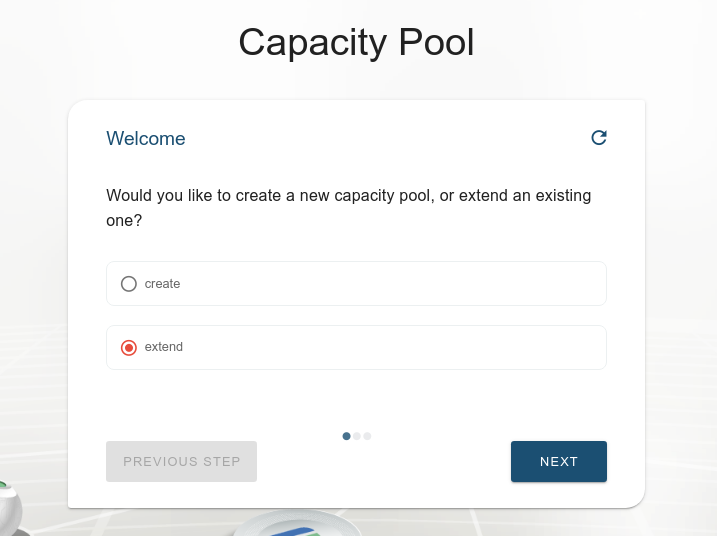 Capacity Pool
Welcome
Would you like to create a new capacity pool, or extend an existing
one?
create
extend
PREVIOUS STEP
NEXT